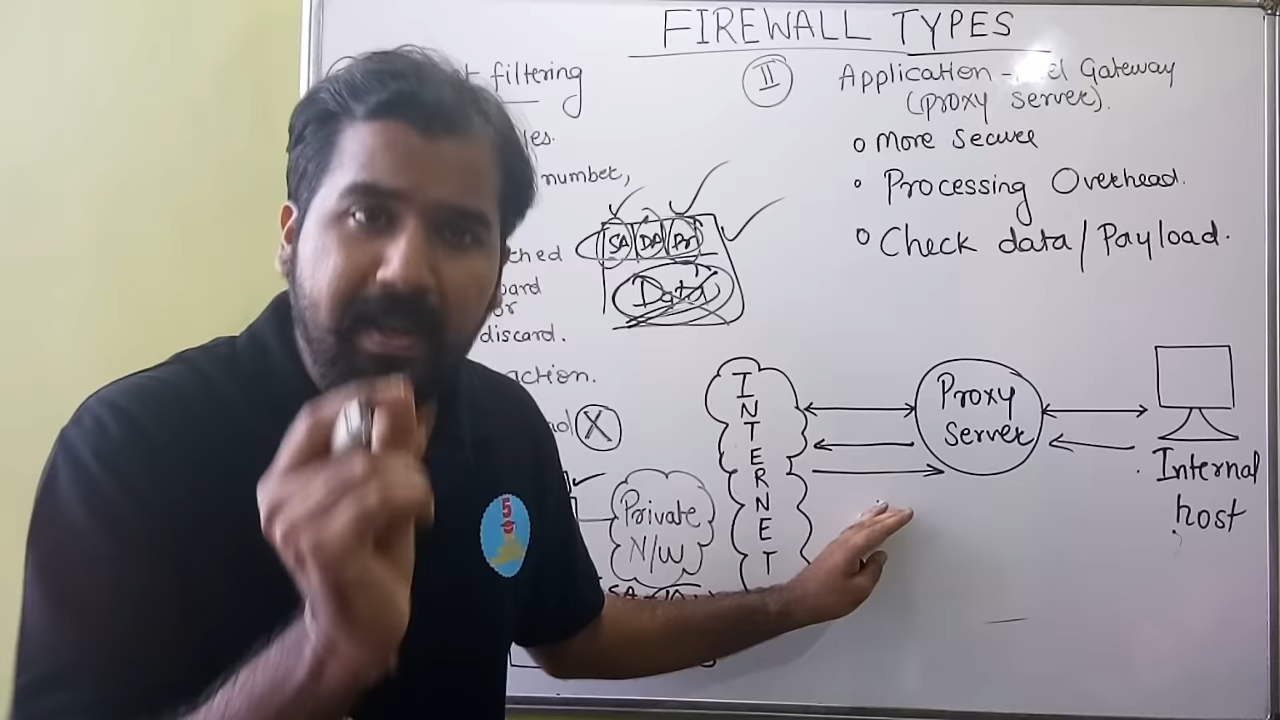 FIREWALL TYPES
filtering
number,
discard.
SA DA Pr
Data
Private
N/W
II
Application - Gateway
(Proxy Server).
o More Secure
o Processing Overhead.
o Check data/Payload.
INTERNET
Proxy
Server
Internal
host
5